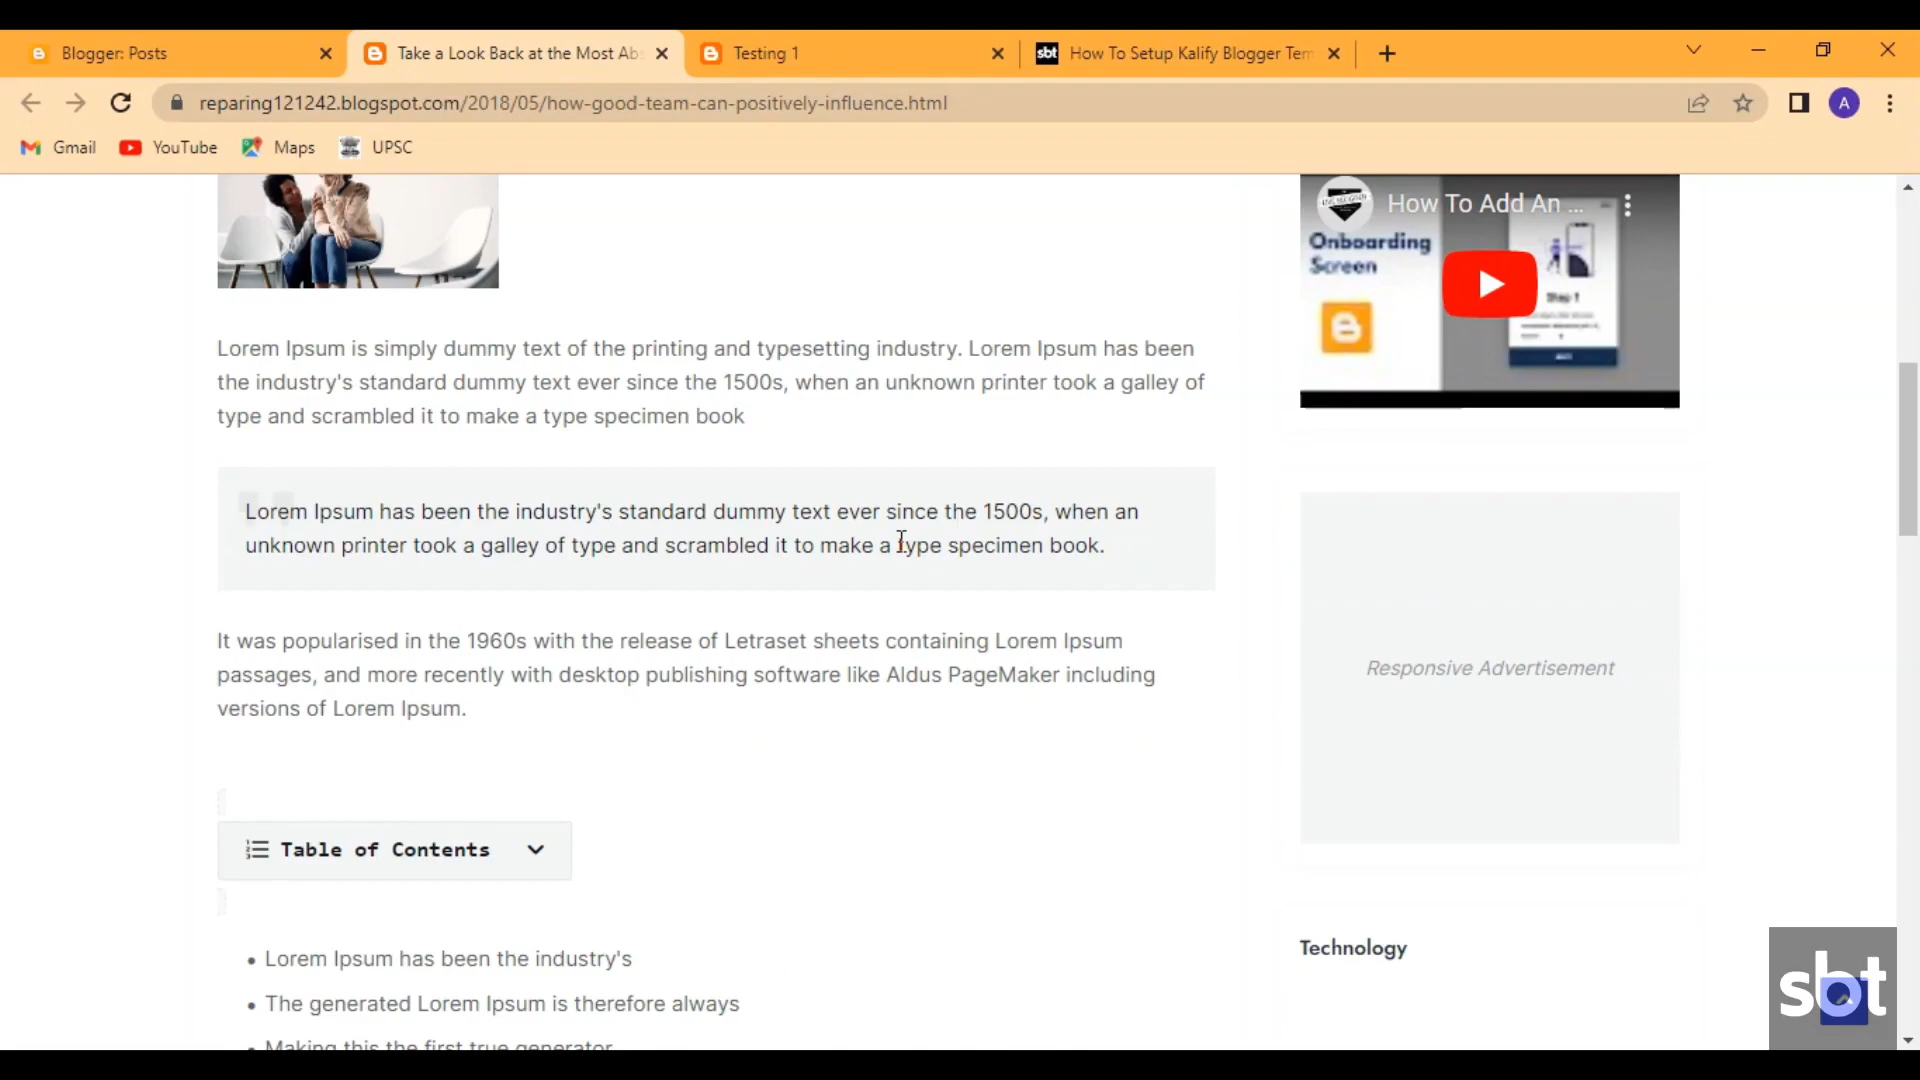 Blogger: Posts
Take a Look Back at the Most Abs
Testing 1
sbt How To Setup Kalify Blogger Tem
reparing121242.blogspot.com/2018/05/how-good-team-can-positively-influence.html
A
Gmail
YouTube
Maps
UPSC
Lorem Ipsum is simply dummy text of the printing and typesetting industry. Lorem Ipsum has been
the industry's standard dummy text ever since the 1500s, when an unknown printer took a galley of
type and scrambled it to make a type specimen book
"
Lorem Ipsum has been the industry's standard dummy text ever since the 1500s, when an
unknown printer took a galley of type and scrambled it to make a type specimen book.
It was popularised in the 1960s with the release of Letraset sheets containing Lorem Ipsum
passages, and more recently with desktop publishing software like Aldus PageMaker including
versions of Lorem Ipsum.
Table of Contents
• Lorem Ipsum has been the industry's
• The generated Lorem Ipsum is therefore always
• Making this the first true generator
How To Add An ...
Onboarding
Screen
Step 1
Responsive Advertisement
Technology
sbt